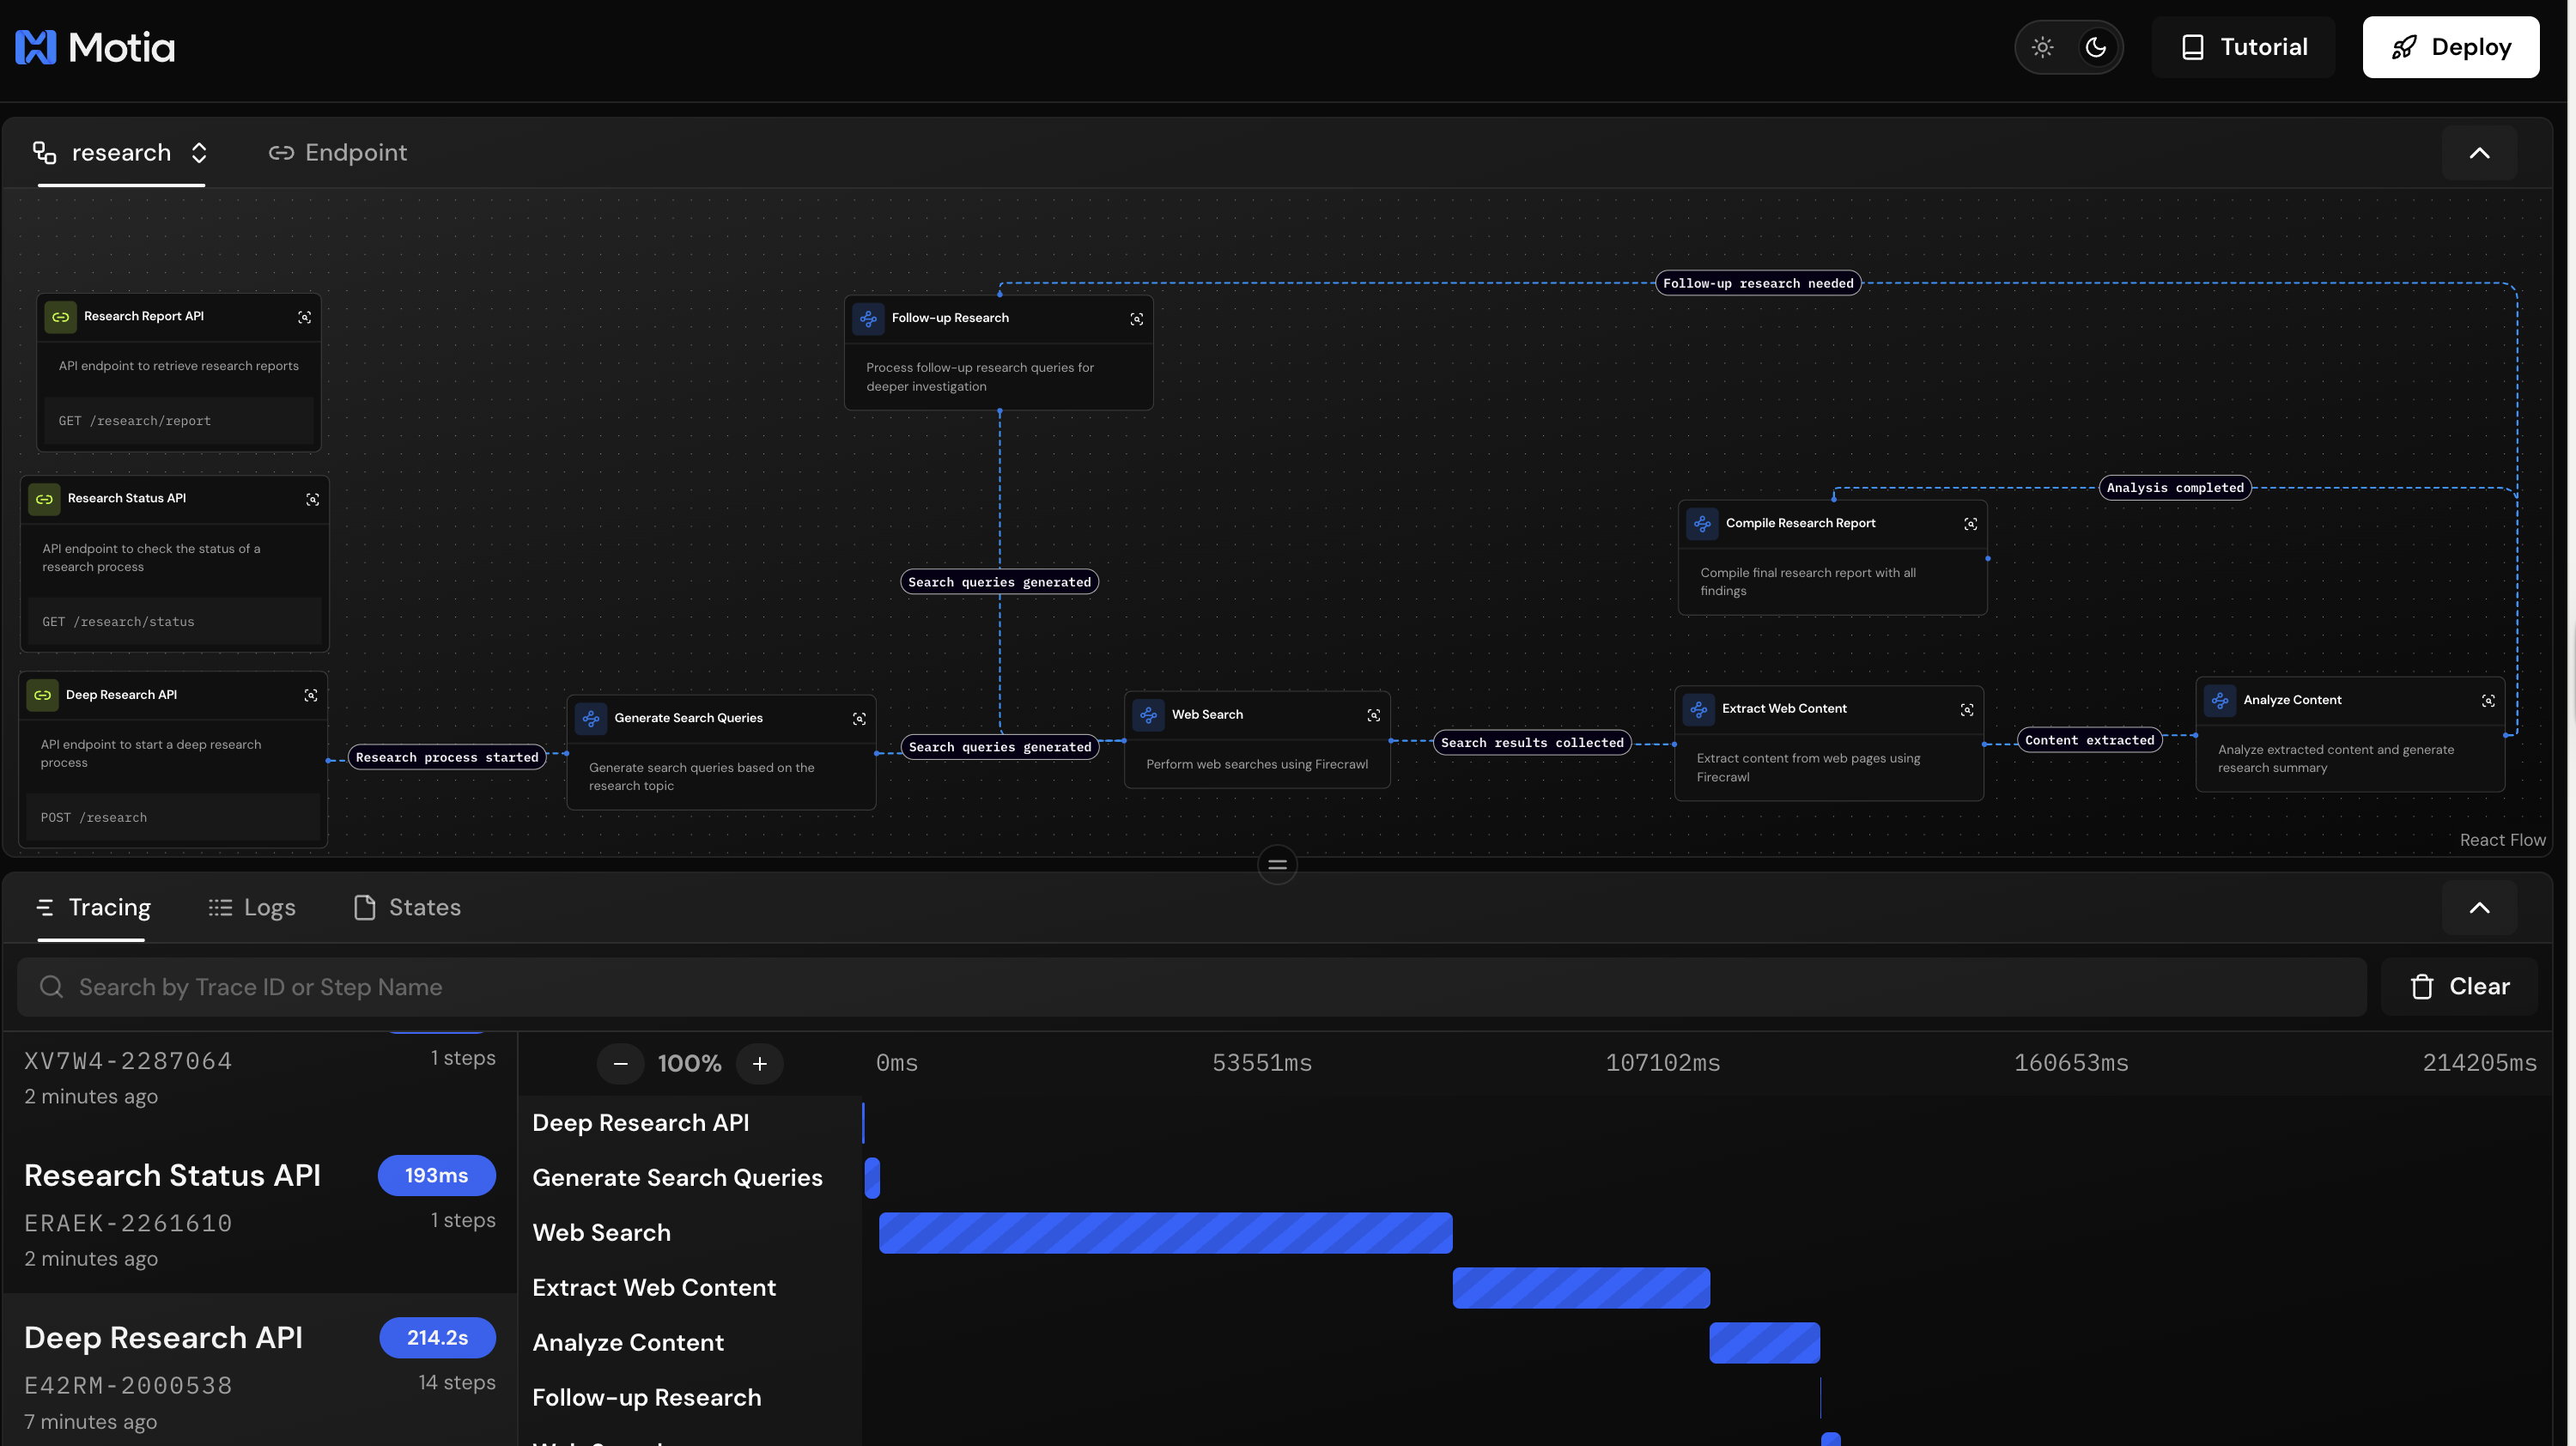 Motia
Tutorial
Deploy
research
Endpoint
Follow-up research needed
Research Report API
API endpoint to retrieve research reports
GET /research/report
Follow-up Research
Process follow-up research queries for
deeper investigation
Research Status API
API endpoint to check the status of a
research process
GET /research/status
Analysis completed
Compile Research Report
Compile final research report with all
findings
Search queries generated
Deep Research API
API endpoint to start a deep research
process
POST /research
Research process started
Generate Search Queries
Generate search queries based on the
research topic
Search queries generated
Web Search
Perform web searches using Firecrawl
Search results collected
Extract Web Content
Extract content from web pages using
Firecrawl
Content extracted
Analyze Content
Analyze extracted content and generate
research summary
React Flow
Tracing
Logs
States
Search by Trace ID or Step Name
Clear
XV7W4-2287064
1 steps
2 minutes ago
Research Status API
193ms
ERAEK-2261610
1 steps
2 minutes ago
Deep Research API
214.2s
E42RM-2000538
14 steps
7 minutes ago
100%
0ms
53551ms
107102ms
160653ms
214205ms
Deep Research API
Generate Search Queries
Web Search
Extract Web Content
Analyze Content
Follow-up Research